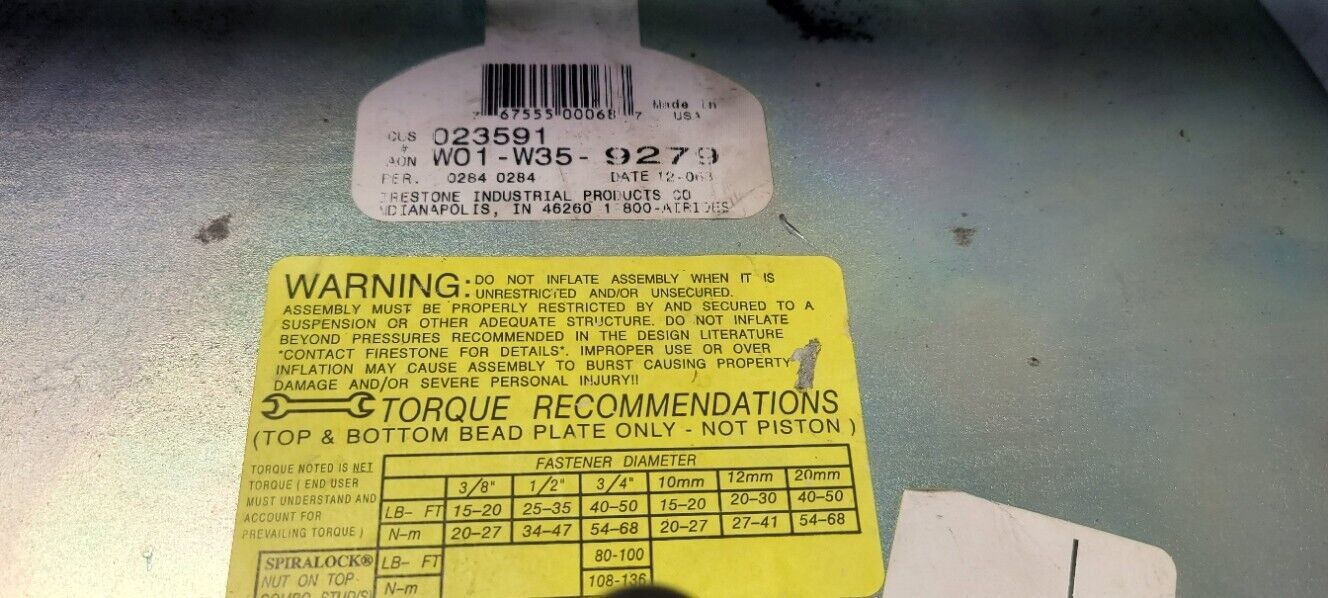 Made in
7 67555 00068 7 USA
CUS 023591
#
AON W01-W35-9279
PER. 0284 0284 DATE 12-06
RESTONE INDUSTRIAL PRODUCTS CO
NDIANAPOLIS, IN 46260 1 800-AIRIDES
WARNING: DO NOT INFLATE ASSEMBLY WHEN IT IS
UNRESTRICTED AND/OR UNSECURED.
ASSEMBLY MUST BE PROPERLY RESTRICTED BY AND SECURED TO A
SUSPENSION OR OTHER ADEQUATE STRUCTURE. DO NOT INFLATE
BEYOND PRESSURES RECOMMENDED IN THE DESIGN LITERATURE
"CONTACT FIRESTONE FOR DETAILS". IMPROPER USE OR OVER
INFLATION MAY CAUSE ASSEMBLY TO BURST CAUSING PROPERTY
DAMAGE AND/OR SEVERE PERSONAL INJURY!!
1
TORQUE RECOMMENDATIONS
(TOP & BOTTOM BEAD PLATE ONLY - NOT PISTON)
TORQUE NOTED IS NET
TORQUE ( END USER
MUST UNDERSTAND AND
ACCOUNT FOR
PREVAILING TORQUE )
FASTENER DIAMETER
3/8" 1/2" 3/4" 10mm 12mm 20mm
LB- FT 15-20 25-35 40-50 15-20 20-30 40-50
N-m 20-27 34-47 54-68 20-27 27-41 54-68
SPIRALOCK® LB- FT 80-100
NUT ON TOP- N-m 108-136
COMBO STUD(S)